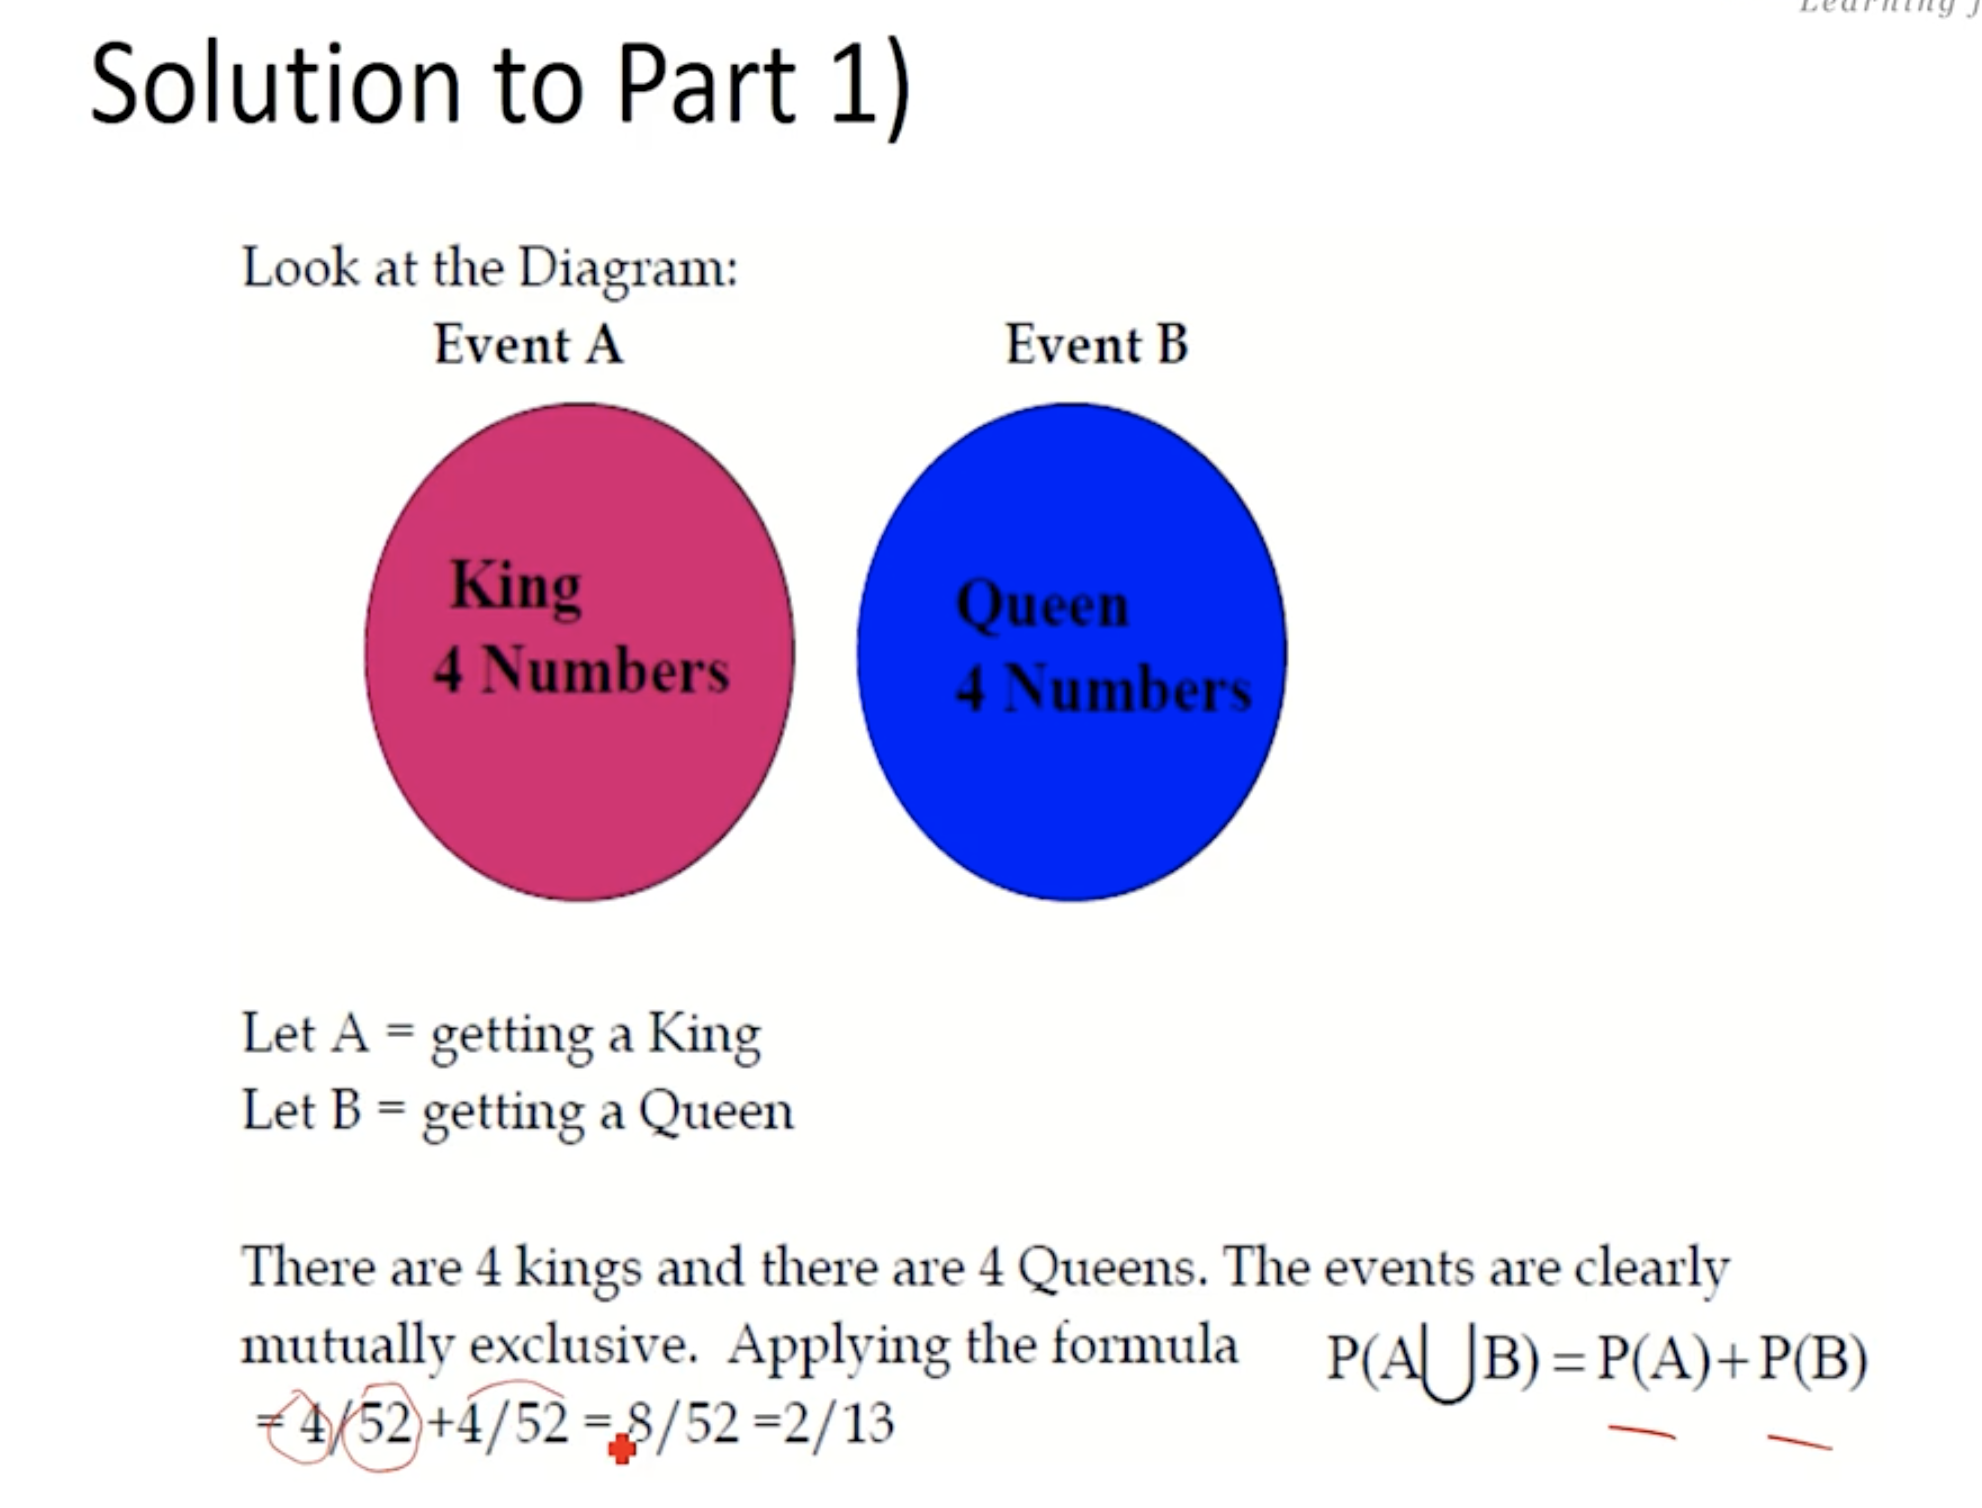 Learning f
Solution to Part 1)
Look at the Diagram:
Event A Event B
King
4 Numbers
Queen
4 Numbers
Let A = getting a King
Let B = getting a Queen
There are 4 kings and there are 4 Queens. The events are clearly
mutually exclusive. Applying the formula P(A⋃B) = P(A)+ P(B)
= 4/52 +4/52 = 8/52 =2/13